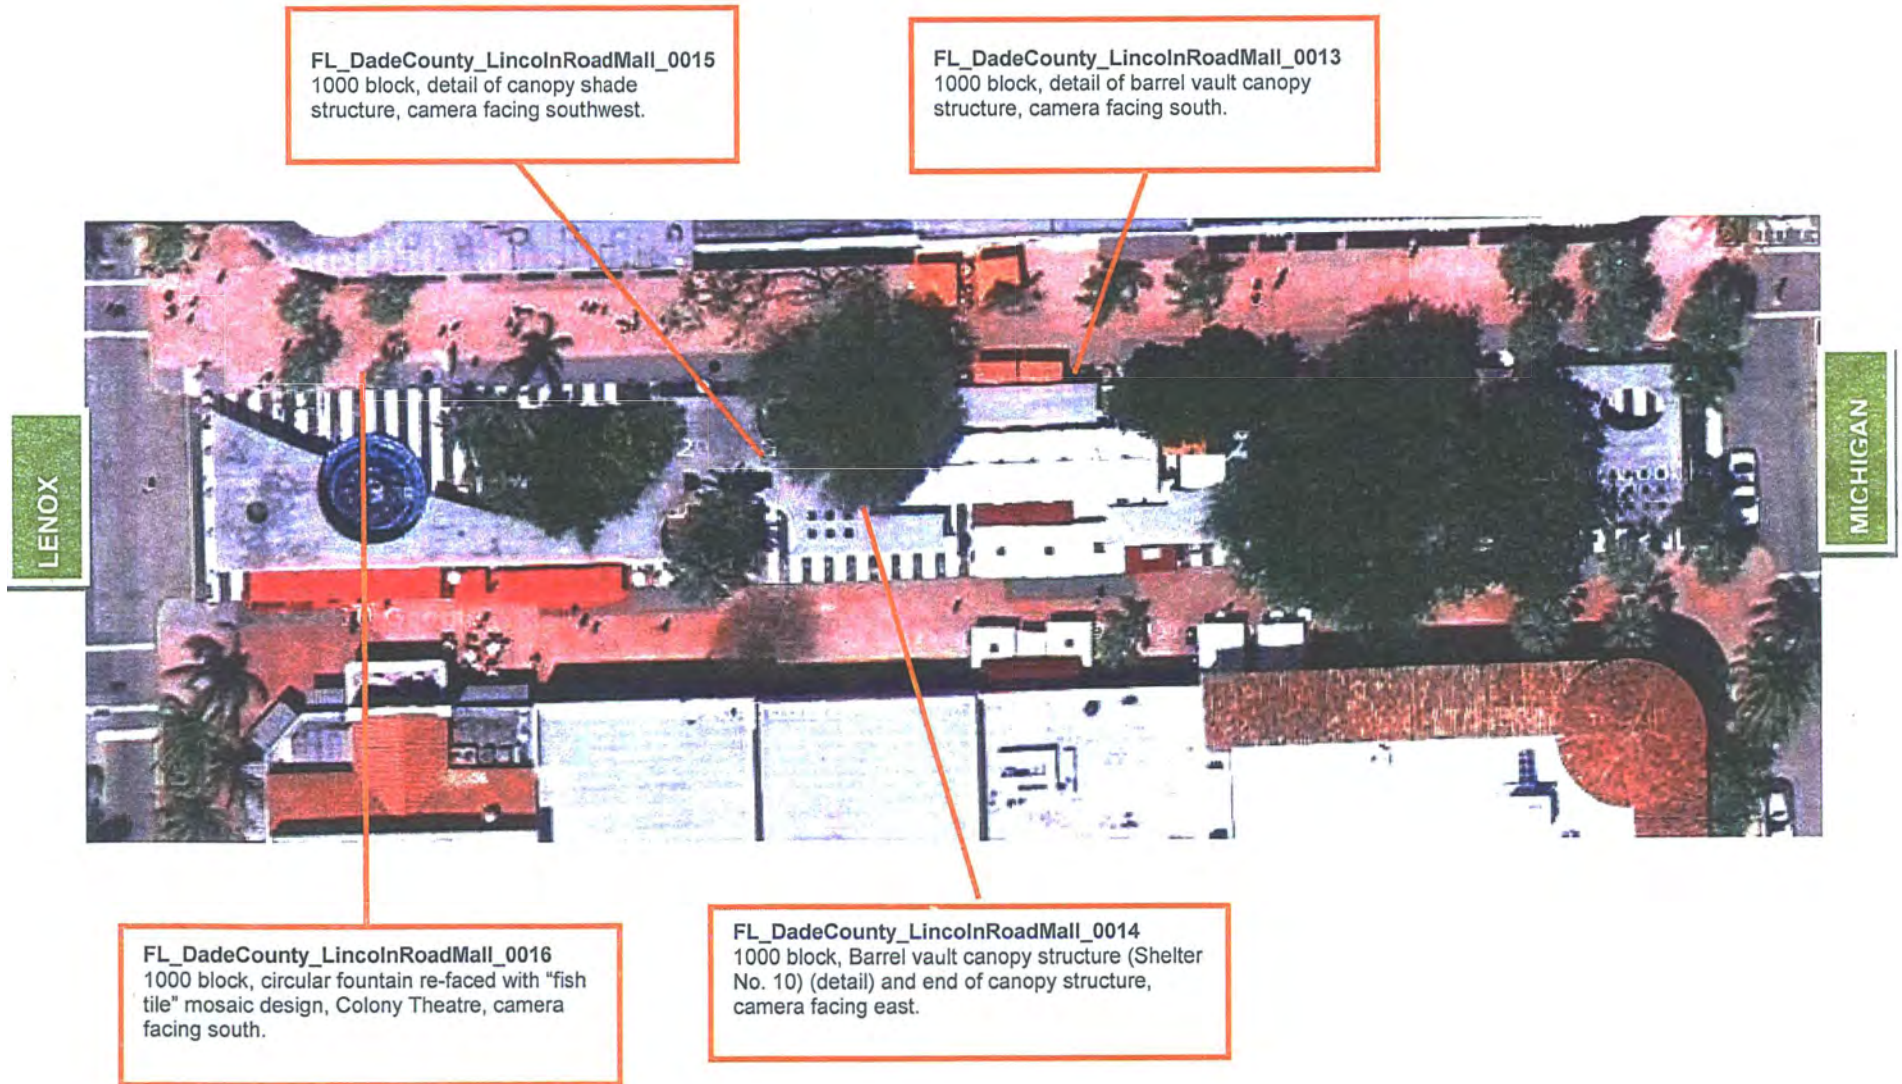 FL_DadeCounty_LincolnRoadMall_0015
1000 block, detail of canopy shade
structure, camera facing southwest.
FL_DadeCounty_LincolnRoadMall_0013
1000 block, detail of barrel vault canopy
structure, camera facing south.
LENOX
MICHIGAN
FL_DadeCounty_LincolnRoadMall_0016
1000 block, circular fountain re-faced with "fish
tile" mosaic design, Colony Theatre, camera
facing south.
FL_DadeCounty_LincolnRoadMall_0014
1000 block, Barrel vault canopy structure (Shelter
No. 10) (detail) and end of canopy structure,
camera facing east.